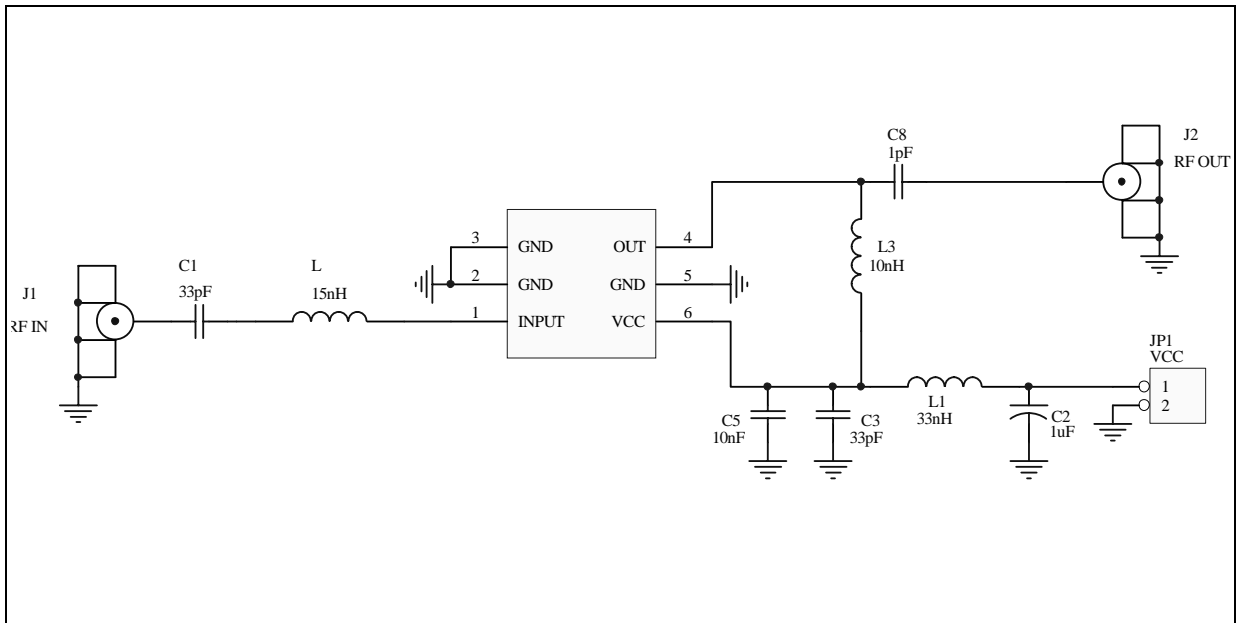 C8
1pF
J2
RF OUT
3
GND
OUT
4
L3
10nH
C1
33pF
L
15nH
2
GND
GND
5
J1
RF IN
1
INPUT
VCC
6
JP1
VCC
1
2
C5
10nF
C3
33pF
L1
33nH
C2
1uF